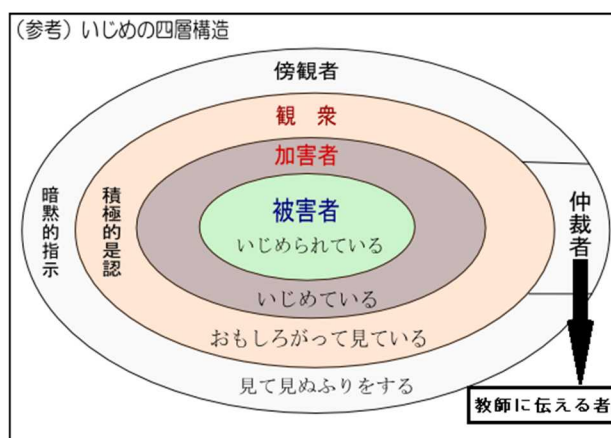 (参考) いじめの四層構造
傍観者
観 衆
加害者
被害者
いじめられている
いじめている
おもしろがって見ている
見て見ぬふりをする
暗黙的指示
積極的是認
仲裁者
教師に伝える者